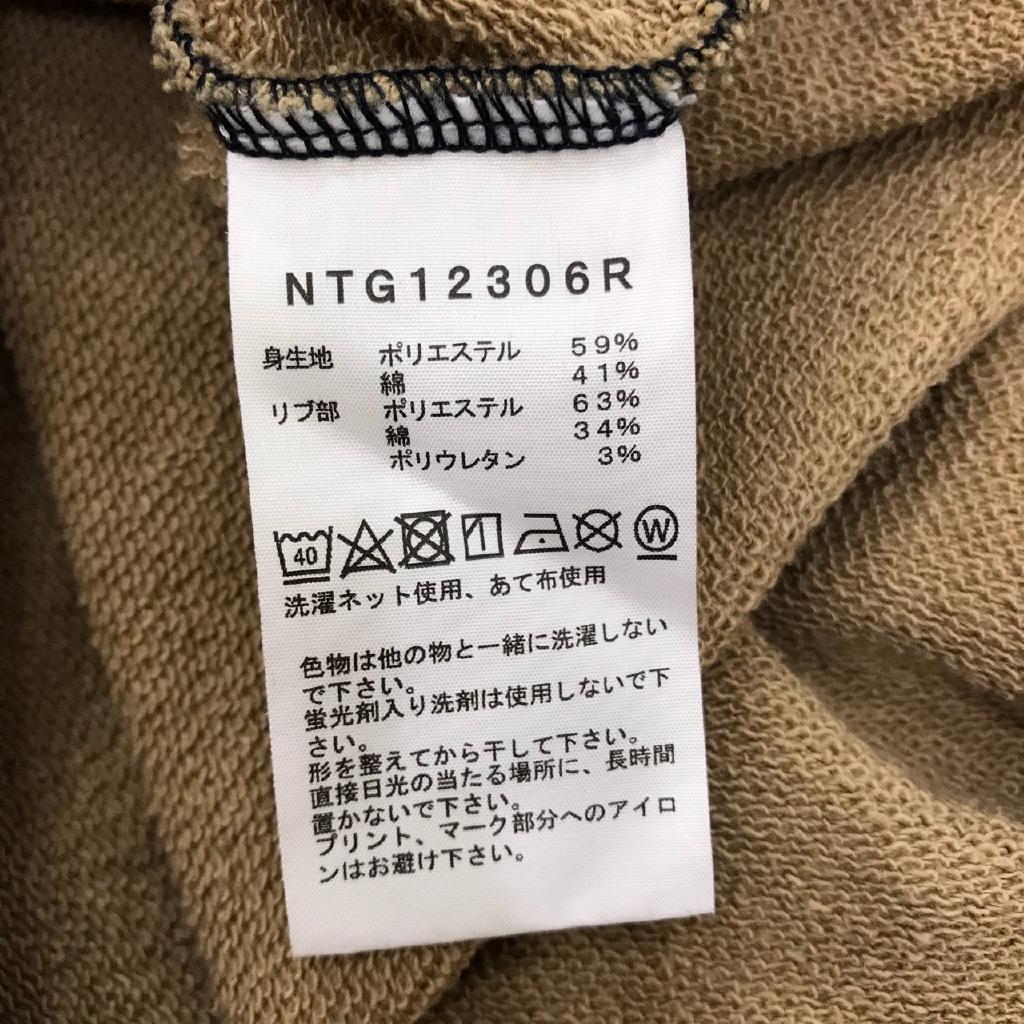 NTG12306R
身生地 ポリエステル 59%
綿 41%
リブ部 ポリエステル 63%
綿 34%
ポリウレタン 3%
40 W
洗濯ネット使用、あて布使用
色物は他の物と一緒に洗濯しない
で下さい。
蛍光剤入り洗剤は使用しないで下
さい。
形を整えてから干して下さい。
直接日光の当たる場所に、長時間
置かないで下さい。
プリント、マーク部分へのアイロ
ンはお避け下さい。